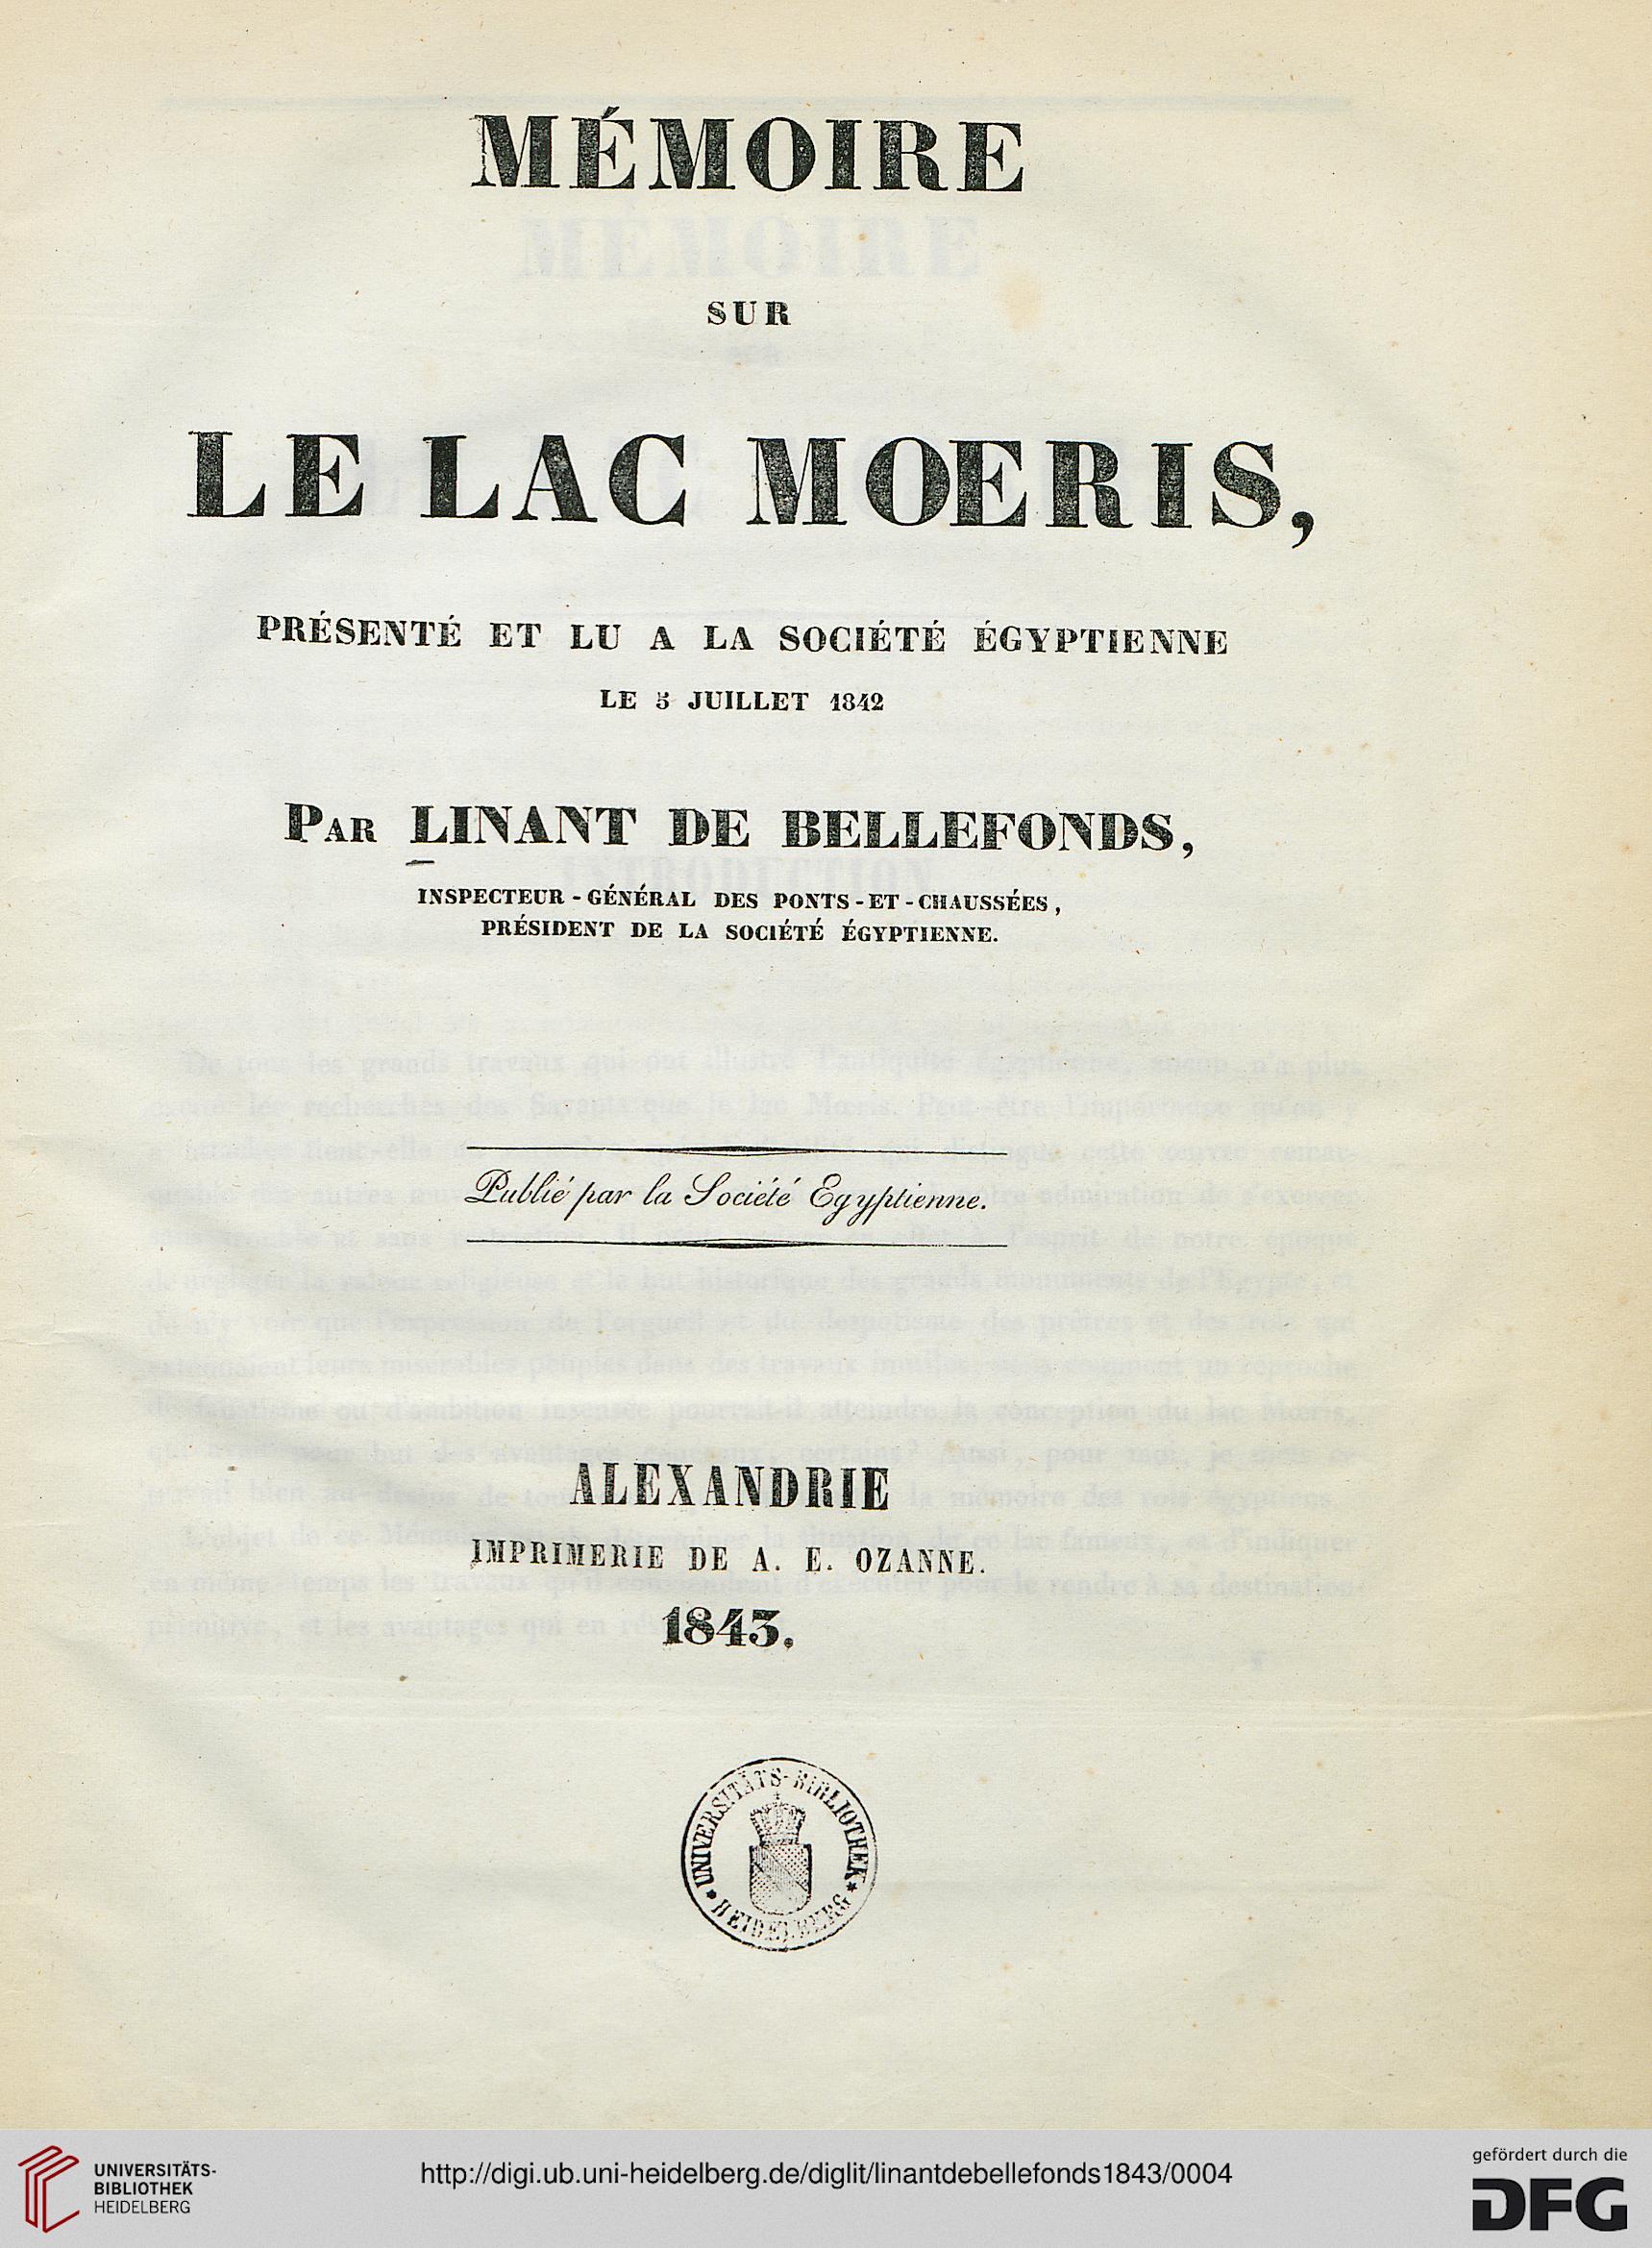 MÉMOIRE
SUR
LE LAC MŒRIS,
PRÉSENTÉ ET LU A LA SOCIÉTÉ ÉGYPTIENNE
LE 5 JUILLET 1842
PAR LINANT DE BELLEFONDS,
INSPECTEUR-GÉNÉRAL DES PONTS-ET-CHAUSSÉES,
PRÉSIDENT DE LA SOCIÉTÉ ÉGYPTIENNE.
Publié par la Société Egyptienne.
ALEXANDRIE
IMPRIMERIE DE A. E. OZANNE.
1843.
UNIVERSITÄTS-BIBLIOTHEK
* HEIDELBERG *
UNIVERSITÄTS-
BIBLIOTHEK
HEIDELBERG
http://digi.ub.uni-heidelberg.de/diglit/linantdebellefonds1843/0004
gefördert durch die
DFG